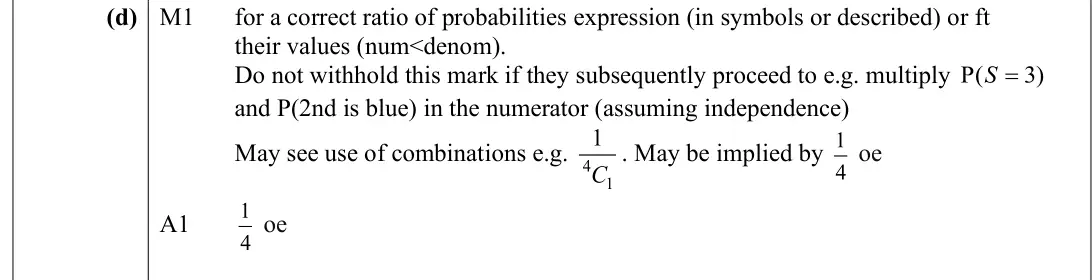 (d) M1 for a correct ratio of probabilities expression (in symbols or described) or ft
their values (num<denom).
Do not withhold this mark if they subsequently proceed to e.g. multiply P(S = 3)
and P(2nd is blue) in the numerator (assuming independence)
May see use of combinations e.g. 1/⁴C₁ . May be implied by 1/4 oe
A1 1/4 oe